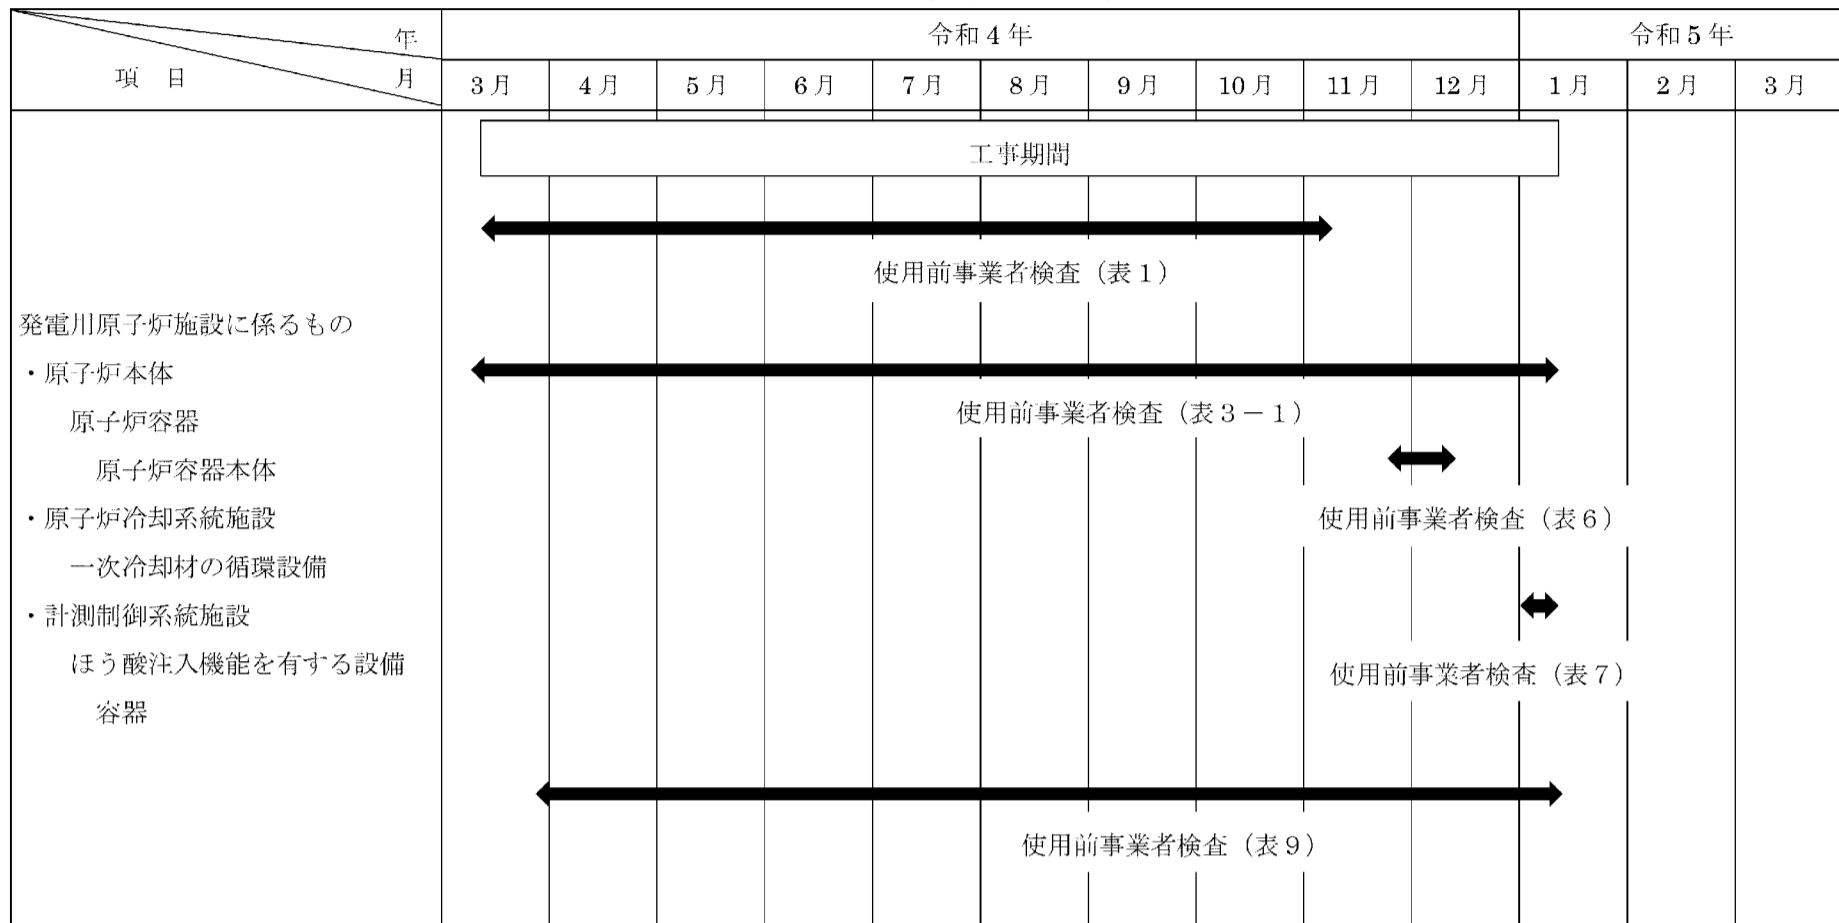 年
令和４年
令和５年
項　目
月
3月
4月
5月
6月
7月
8月
9月
10月
11月
12月
1月
2月
3月
工事期間
使用前事業者検査（表１）
発電用原子炉施設に係るもの
・原子炉本体
使用前事業者検査（表３－１）
原子炉容器
原子炉容器本体
・原子炉冷却系統施設
使用前事業者検査（表６）
一次冷却材の循環設備
・計測制御系統施設
ほう酸注入機能を有する設備
使用前事業者検査（表７）
容器
使用前事業者検査（表９）